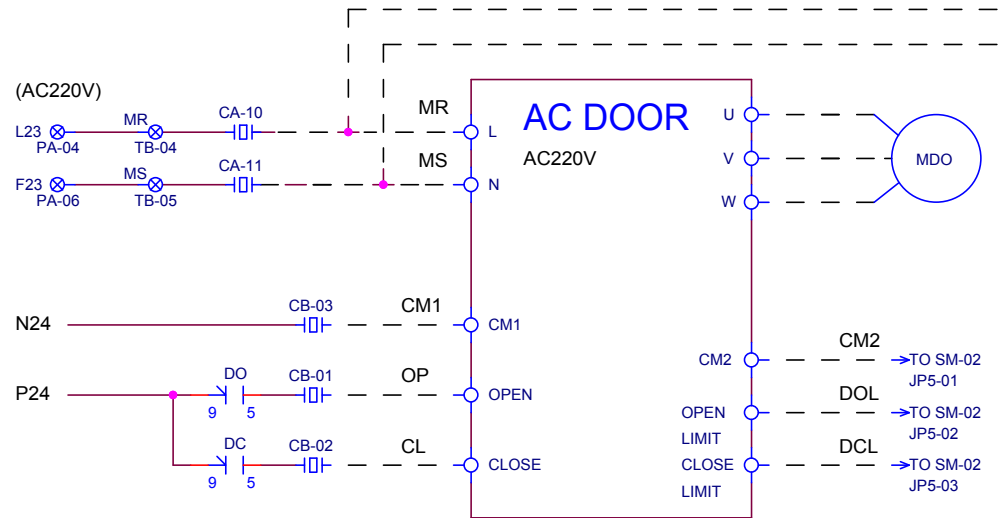 (AC220V)
L23 MR CA-10 MR L AC DOOR U
PA-04 TB-04
AC220V
F23 MS CA-11 MS N V MDO
PA-06 TB-05
W
N24 CB-03 CM1 CM1
CM2 CM2 TO SM-02
JP5-01
P24 DO CB-01 OP OPEN
9 5
OPEN DOL TO SM-02
LIMIT JP5-02
DC CB-02 CL CLOSE
9 5
CLOSE DCL TO SM-02
LIMIT JP5-03